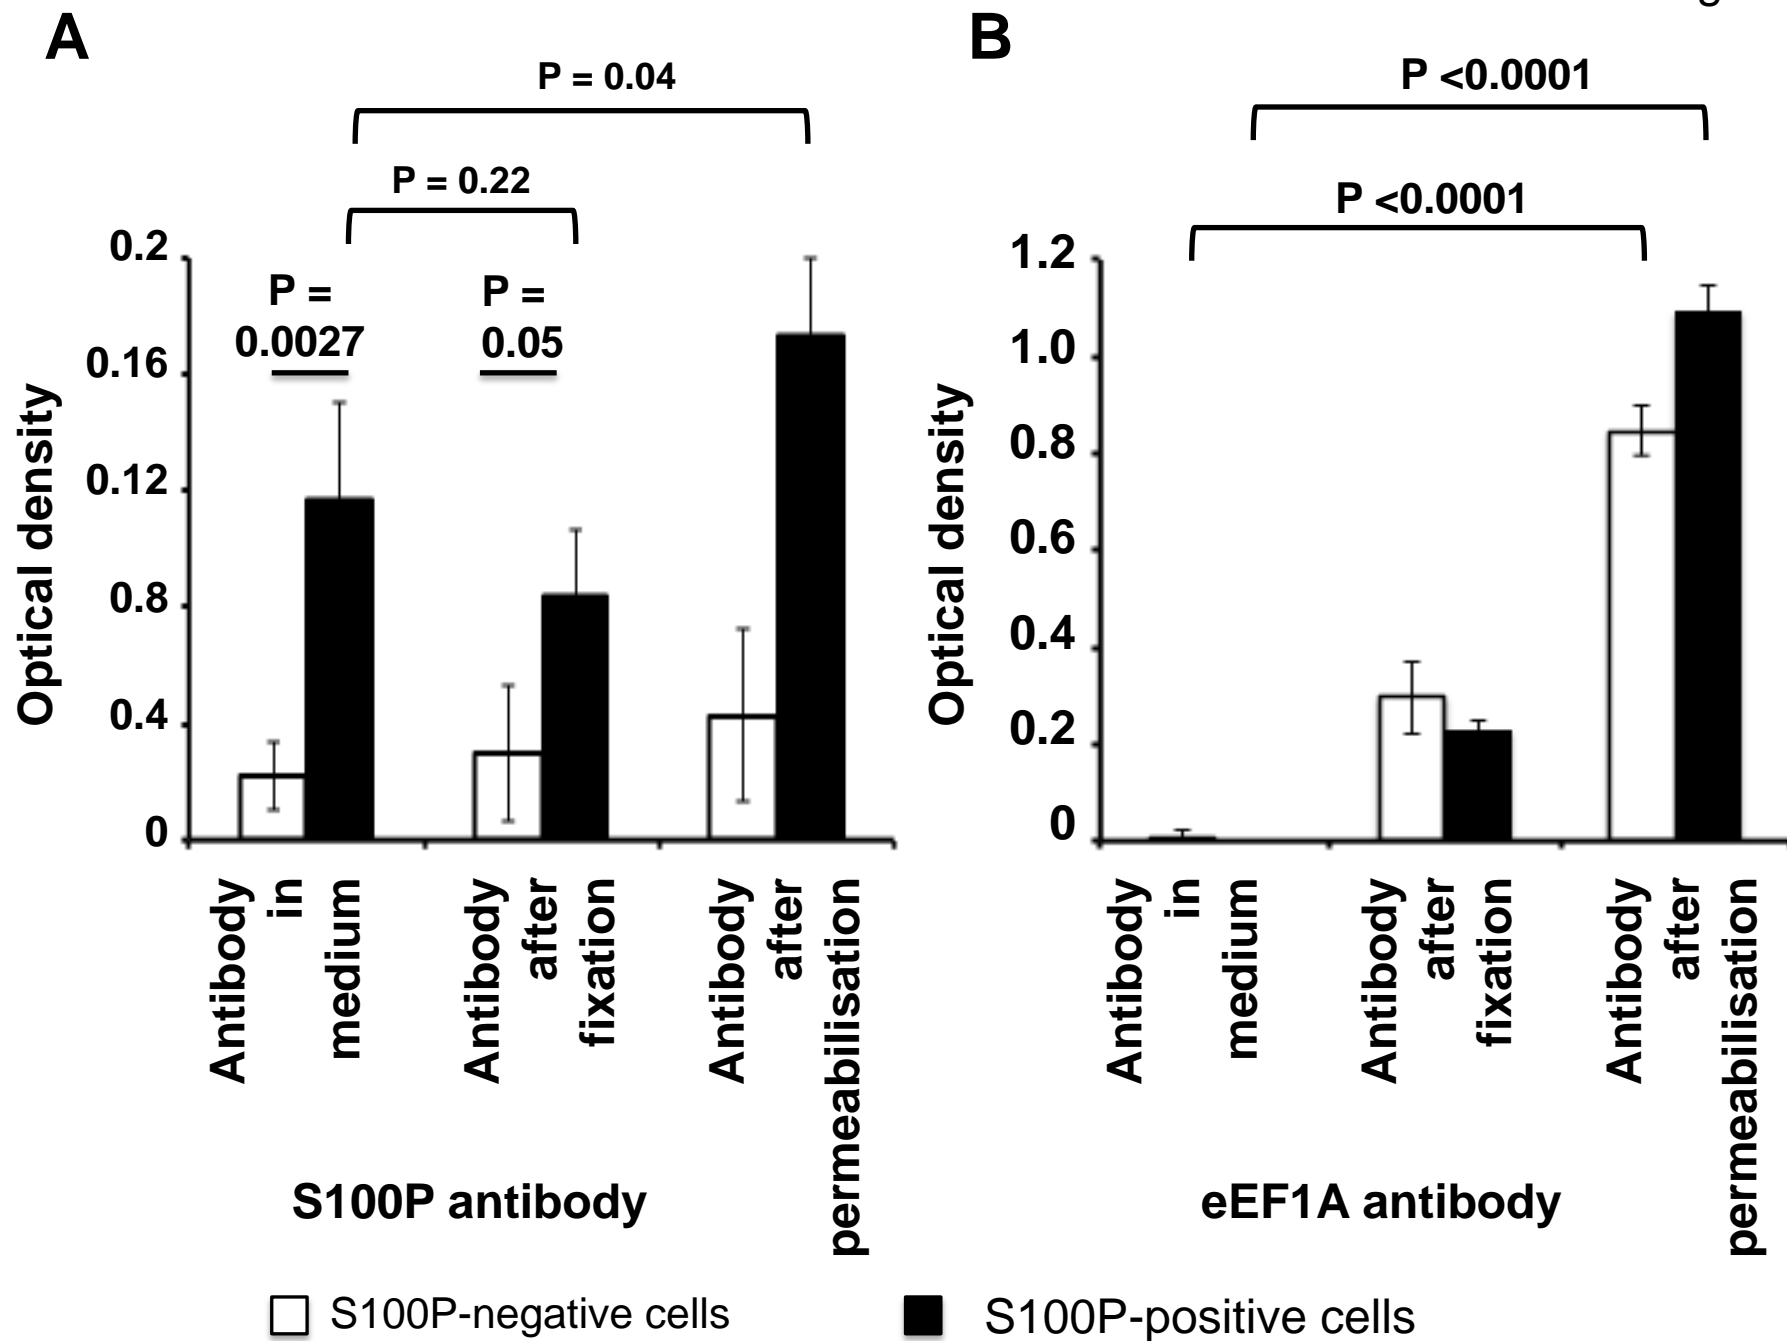 A
P = 0.04
P = 0.22
P =
0.0027
P =
0.05
0.2
0.16
0.12
0.8
0.4
0
Optical density
Antibody
in
medium
Antibody
after
fixation
Antibody
after
permeabilisation
S100P antibody
B
P <0.0001
P <0.0001
1.2
1.0
0.8
0.6
0.4
0.2
0
Optical density
Antibody
in
medium
Antibody
after
fixation
Antibody
after
permeabilisation
eEF1A antibody
S100P-negative cells
S100P-positive cells